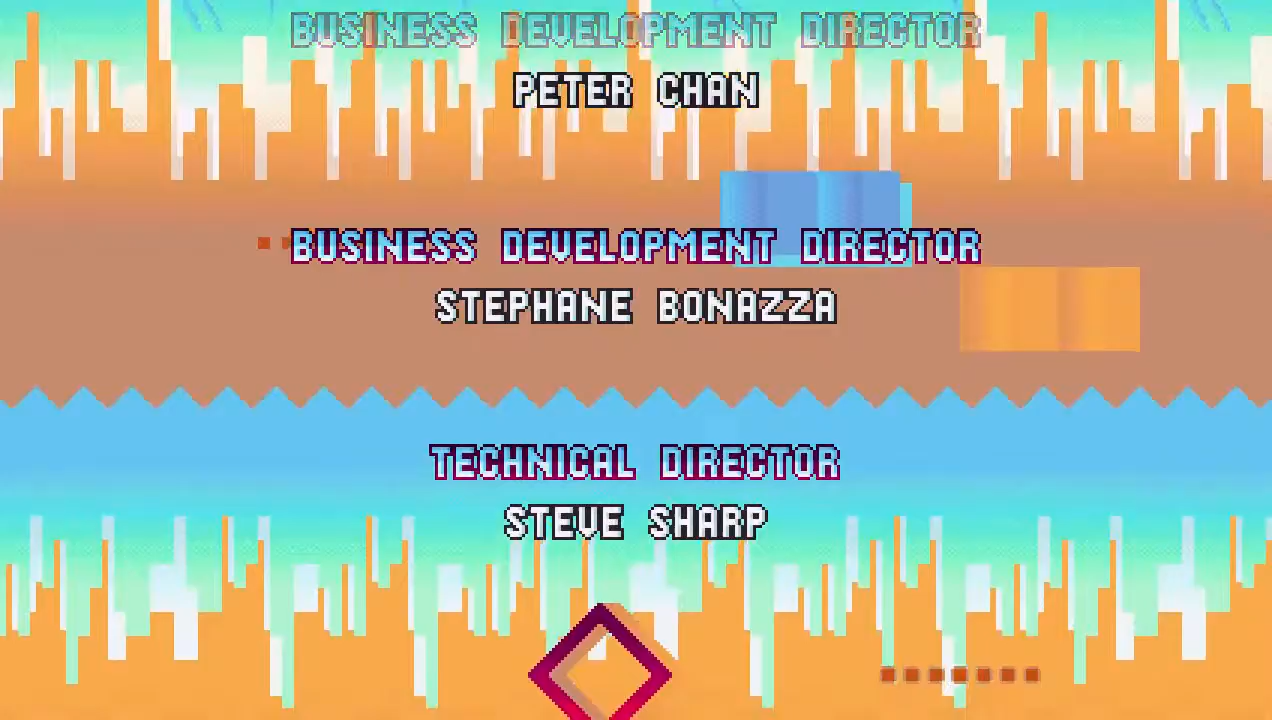 BUSINESS DEVELOPMENT DIRECTOR
PETER CHAN
BUSINESS DEVELOPMENT DIRECTOR
STEPHANE BONAZZA
TECHNICAL DIRECTOR
STEVE SHARP